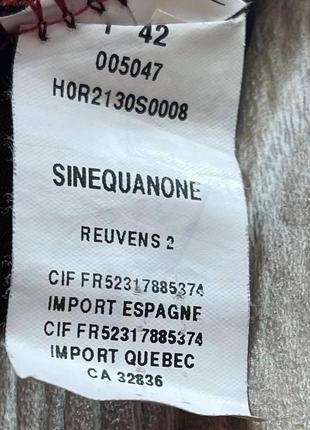 T 42
005047
H0R2130S0008
SINEQUANONE
REUVENS 2
CIF FR52317885374
IMPORT ESPAGNE
CIF FR52317885374
IMPORT QUEBEC
CA 32836